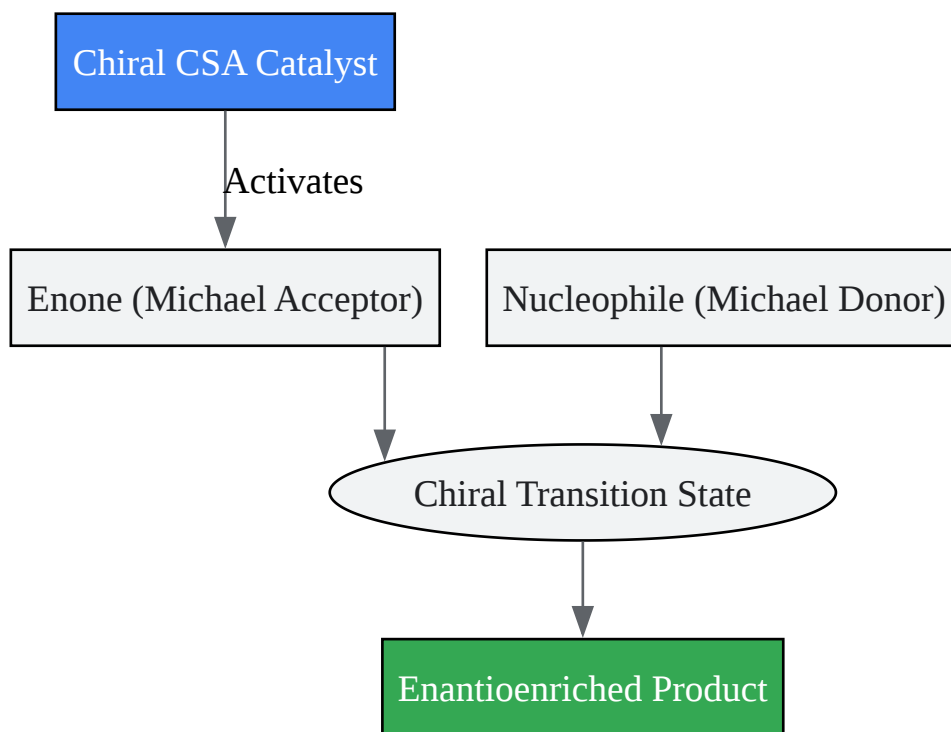 Chiral CSA Catalyst
Activates
Enone (Michael Acceptor)
Nucleophile (Michael Donor)
Chiral Transition State
Enantioenriched Product